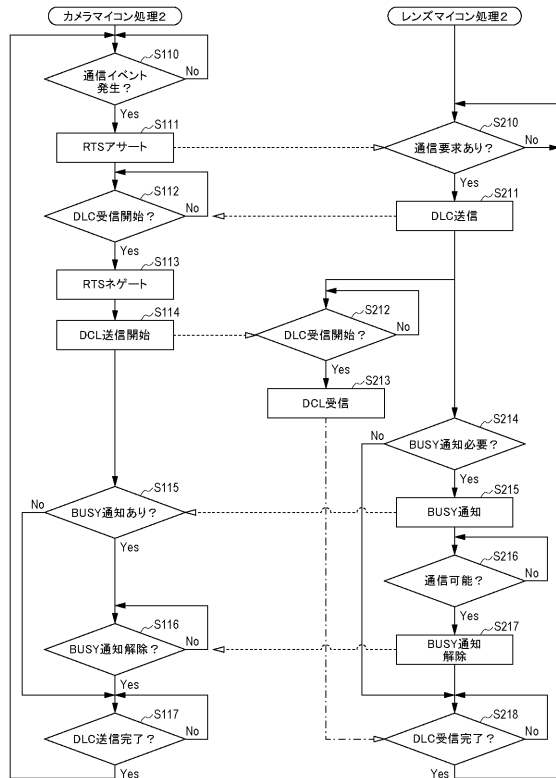 カメラマイコン処理2
S110
通信イベント
発生？
No
Yes
S111
RTSアサート
S112
DLC受信開始？
No
Yes
S113
RTSネゲート
S114
DCL送信開始
S115
No
BUSY通知あり？
Yes
S116
BUSY通知解除？
No
Yes
S117
DLC送信完了？
No
Yes
レンズマイコン処理2
S210
通信要求あり？
No
Yes
S211
DLC送信
S212
DLC受信開始？
No
Yes
S213
DCL受信
S214
No
BUSY通知必要？
Yes
S215
BUSY通知
S216
通信可能？
No
Yes
S217
BUSY通知
解除
S218
DLC受信完了？
No
Yes